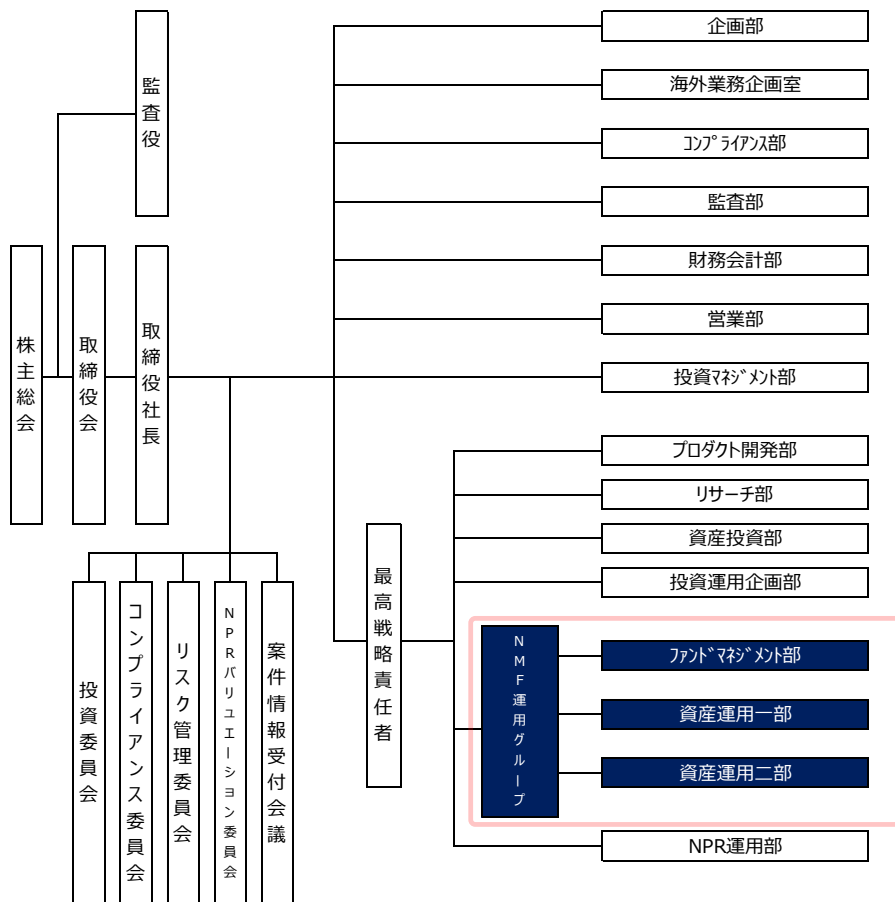 企画部
海外業務企画室
ｺﾝﾌﾟﾗｲｱﾝｽ部
監査部
財務会計部
営業部
投資ﾏﾈｼﾞﾒﾝﾄ部
監査役
株主総会
取締役会
取締役社長
プロダクト開発部
リサーチ部
資産投資部
投資運用企画部
最高戦略責任者
NMF運用グループ
ﾌｧﾝﾄﾞﾏﾈｼﾞﾒﾝﾄ部
資産運用一部
資産運用二部
NPR運用部
投資委員会
コンプライアンス委員会
リスク管理委員会
NPRバリュエーション委員会
案件情報受付会議